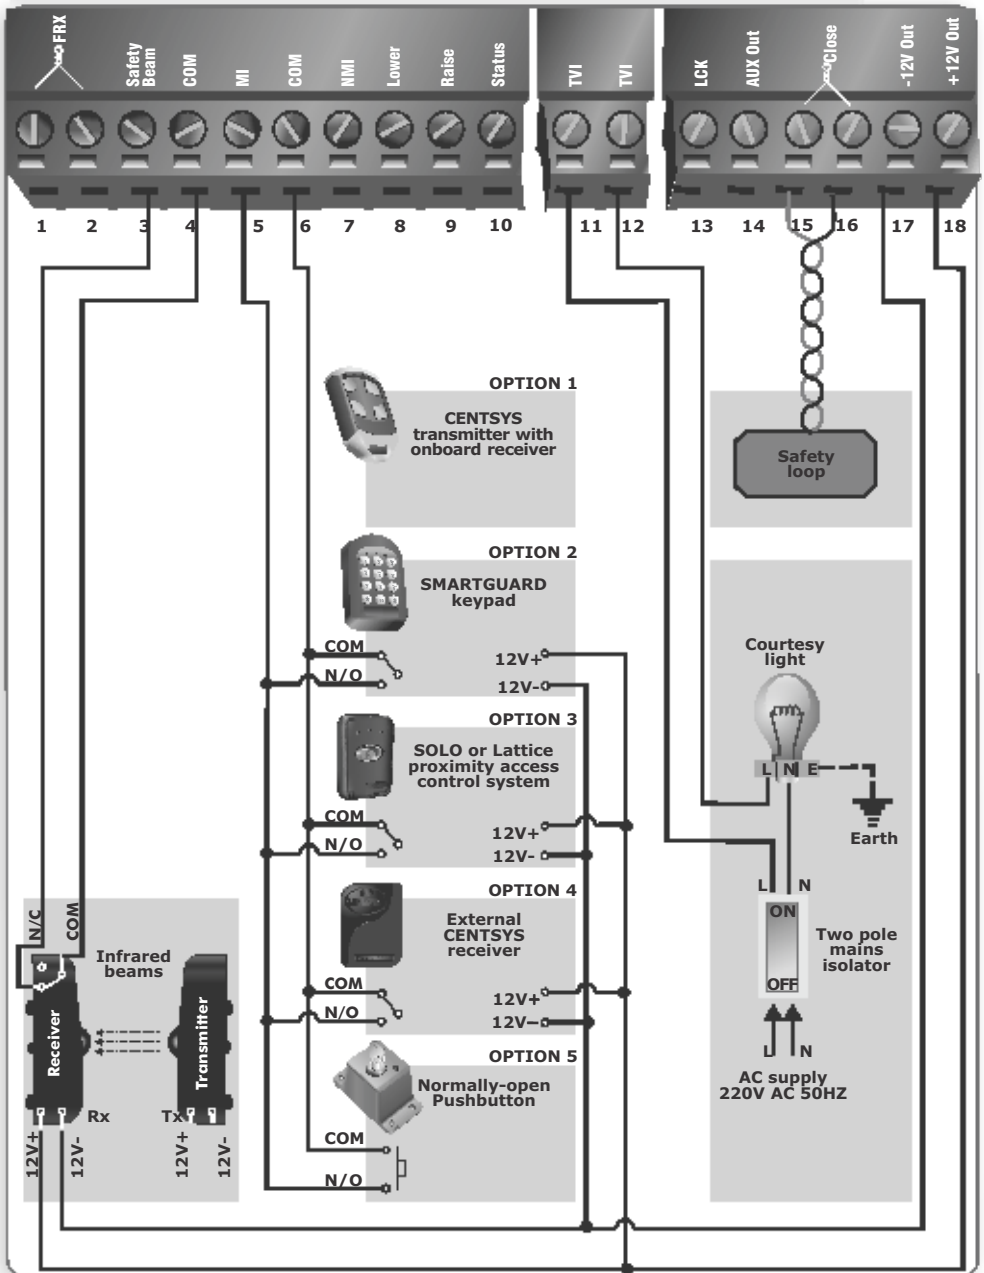 FRX
Safety
Beam
COM
MI
COM
NMI
Lower
Raise
Status
TVI
TVI
LCK
AUX Out
Close
-12V Out
+12V Out
1 2 3 4 5 6 7 8 9 10 11 12 13 14 15 16 17 18
OPTION 1
CENTSYS
transmitter with
onboard receiver
Safety
loop
OPTION 2
SMARTGUARD
keypad
COM
N/O
12V+
12V-
OPTION 3
SOLO or Lattice
proximity access
control system
COM
N/O
12V+
12V-
OPTION 4
External
CENTSYS
receiver
COM
N/O
12V+
12V-
OPTION 5
Normally-open
Pushbutton
COM
N/O
Courtesy
light
L N E
Earth
L N
ON
OFF
Two pole
mains
isolator
L N
AC supply
220V AC 50HZ
N/C
COM
Infrared
beams
Receiver
Transmitter
Rx
Tx
12V+
12V-
12V+
12V-